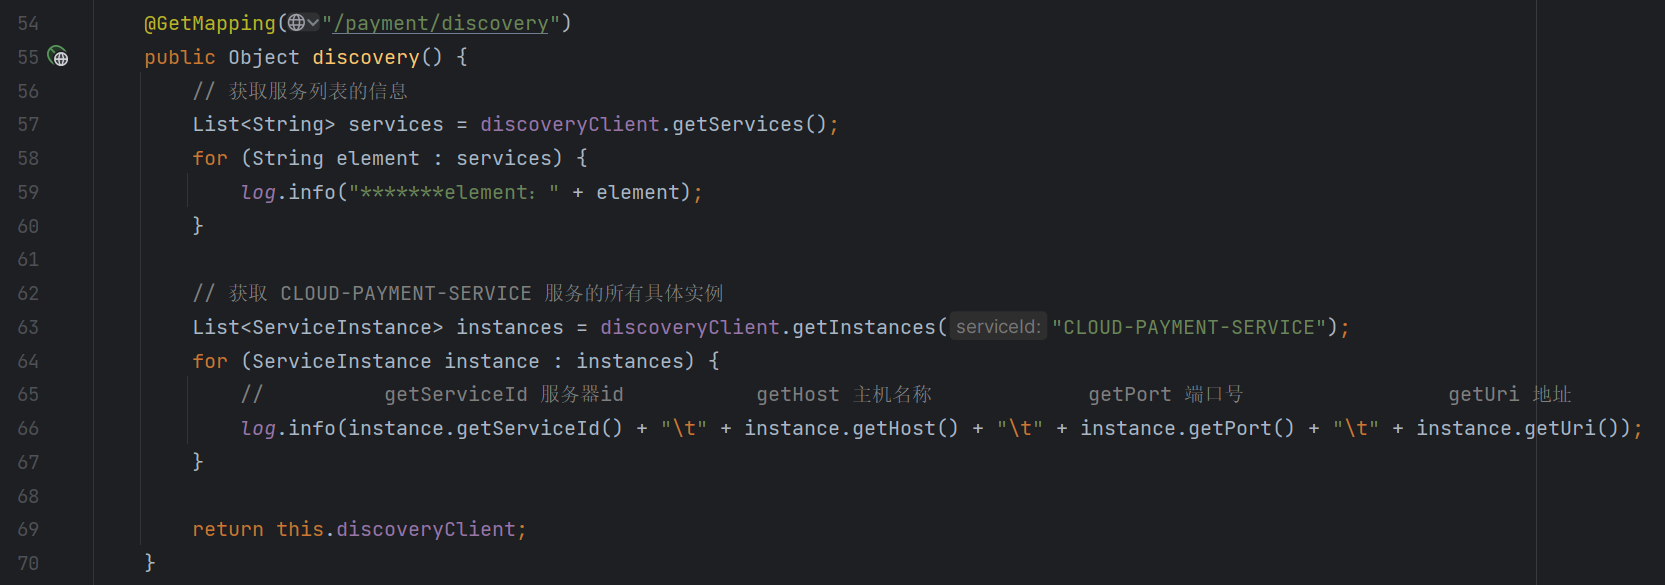 54 @GetMapping("/payment/discovery")
55 public Object discovery() {
56 // 获取服务列表的信息
57 List<String> services = discoveryClient.getServices();
58 for (String element : services) {
59 log.info("*******element：" + element);
60 }
61
62 // 获取 CLOUD-PAYMENT-SERVICE 服务的所有具体实例
63 List<ServiceInstance> instances = discoveryClient.getInstances( serviceId: "CLOUD-PAYMENT-SERVICE");
64 for (ServiceInstance instance : instances) {
65 // getServiceId 服务器id getHost 主机名称 getPort 端口号 getUri 地址
66 log.info(instance.getServiceId() + "\t" + instance.getHost() + "\t" + instance.getPort() + "\t" + instance.getUri());
67 }
68
69 return this.discoveryClient;
70 }